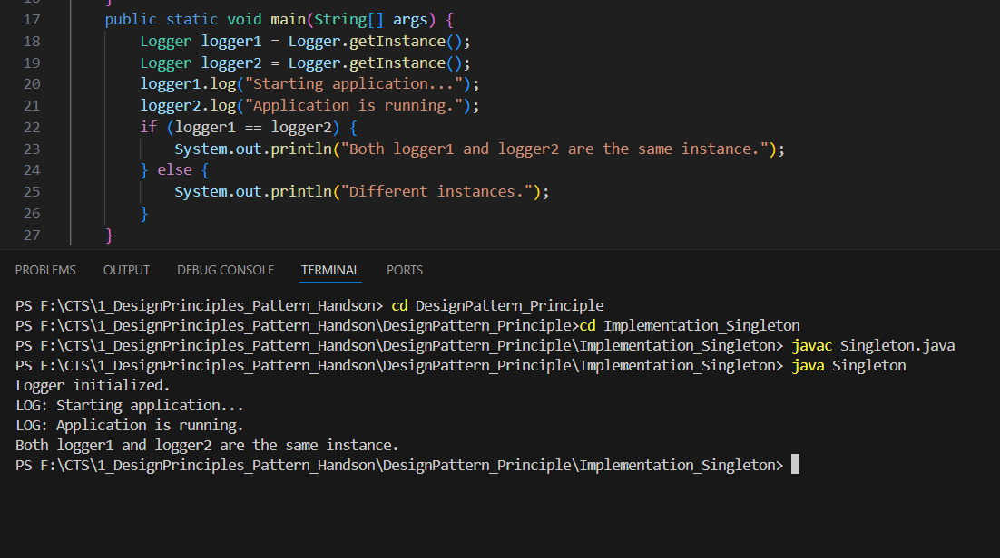 16 }
17 public static void main(String[] args) {
18 Logger logger1 = Logger.getInstance();
19 Logger logger2 = Logger.getInstance();
20 logger1.log("Starting application...");
21 logger2.log("Application is running.");
22 if (logger1 == logger2) {
23 System.out.println("Both logger1 and logger2 are the same instance.");
24 } else {
25 System.out.println("Different instances.");
26 }
27 }
PROBLEMS OUTPUT DEBUG CONSOLE TERMINAL PORTS
PS F:\CTS\1_DesignPrinciples_Pattern_Handson> cd DesignPattern_Principle
PS F:\CTS\1_DesignPrinciples_Pattern_Handson\DesignPattern_Principle>cd Implementation_Singleton
PS F:\CTS\1_DesignPrinciples_Pattern_Handson\DesignPattern_Principle\Implementation_Singleton> javac Singleton.java
PS F:\CTS\1_DesignPrinciples_Pattern_Handson\DesignPattern_Principle\Implementation_Singleton> java Singleton
Logger initialized.
LOG: Starting application...
LOG: Application is running.
Both logger1 and logger2 are the same instance.
PS F:\CTS\1_DesignPrinciples_Pattern_Handson\DesignPattern_Principle\Implementation_Singleton>